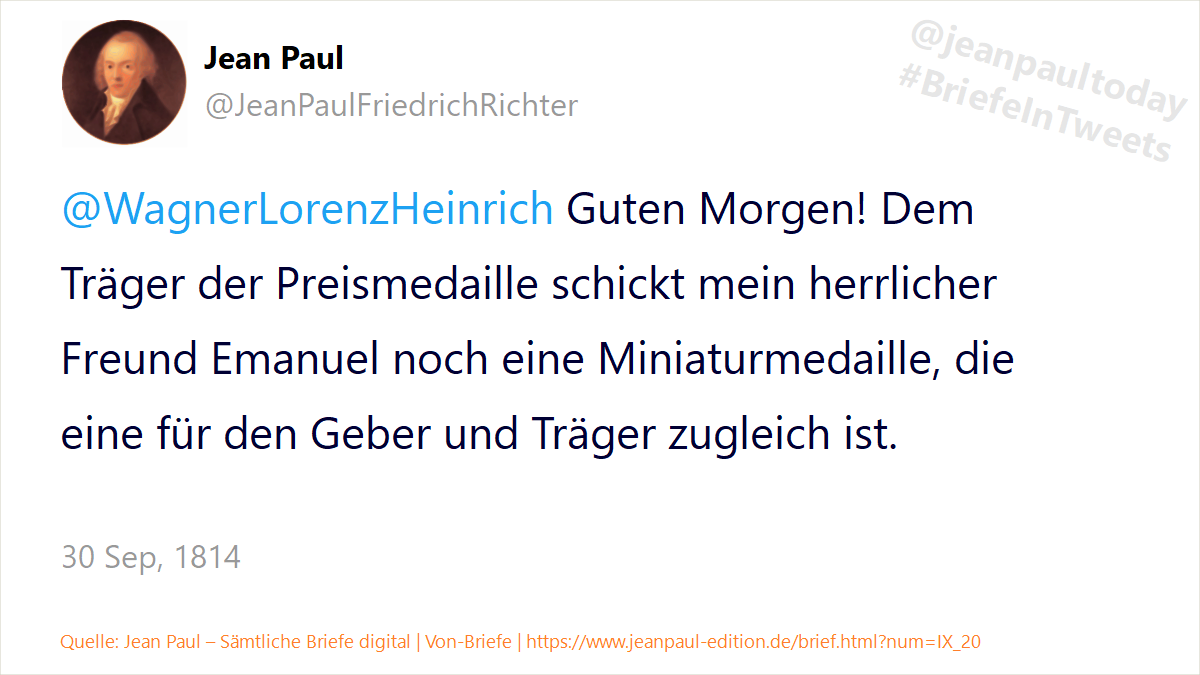 Jean Paul
@JeanPaulFriedrichRichter
@jeanpaultoday
#BriefeInTweets
@WagnerLorenzHeinrich Guten Morgen! Dem
Träger der Preismedaille schickt mein herrlicher
Freund Emanuel noch eine Miniaturmedaille, die
eine für den Geber und Träger zugleich ist.
30 Sep, 1814
Quelle: Jean Paul – Sämtliche Briefe digital | Von-Briefe | https://www.jeanpaul-edition.de/brief.html?num=IX_20